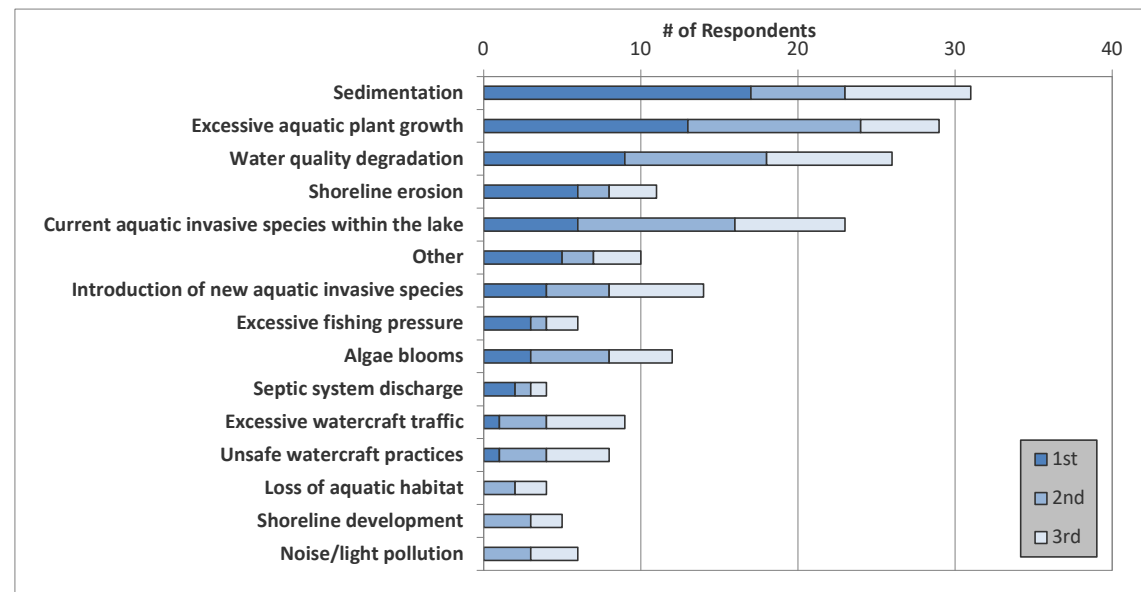 # of Respondents
0 10 20 30 40
Sedimentation
Excessive aquatic plant growth
Water quality degradation
Shoreline erosion
Current aquatic invasive species within the lake
Other
Introduction of new aquatic invasive species
Excessive fishing pressure
Algae blooms
Septic system discharge
Excessive watercraft traffic
Unsafe watercraft practices
Loss of aquatic habitat
Shoreline development
Noise/light pollution
1st
2nd
3rd